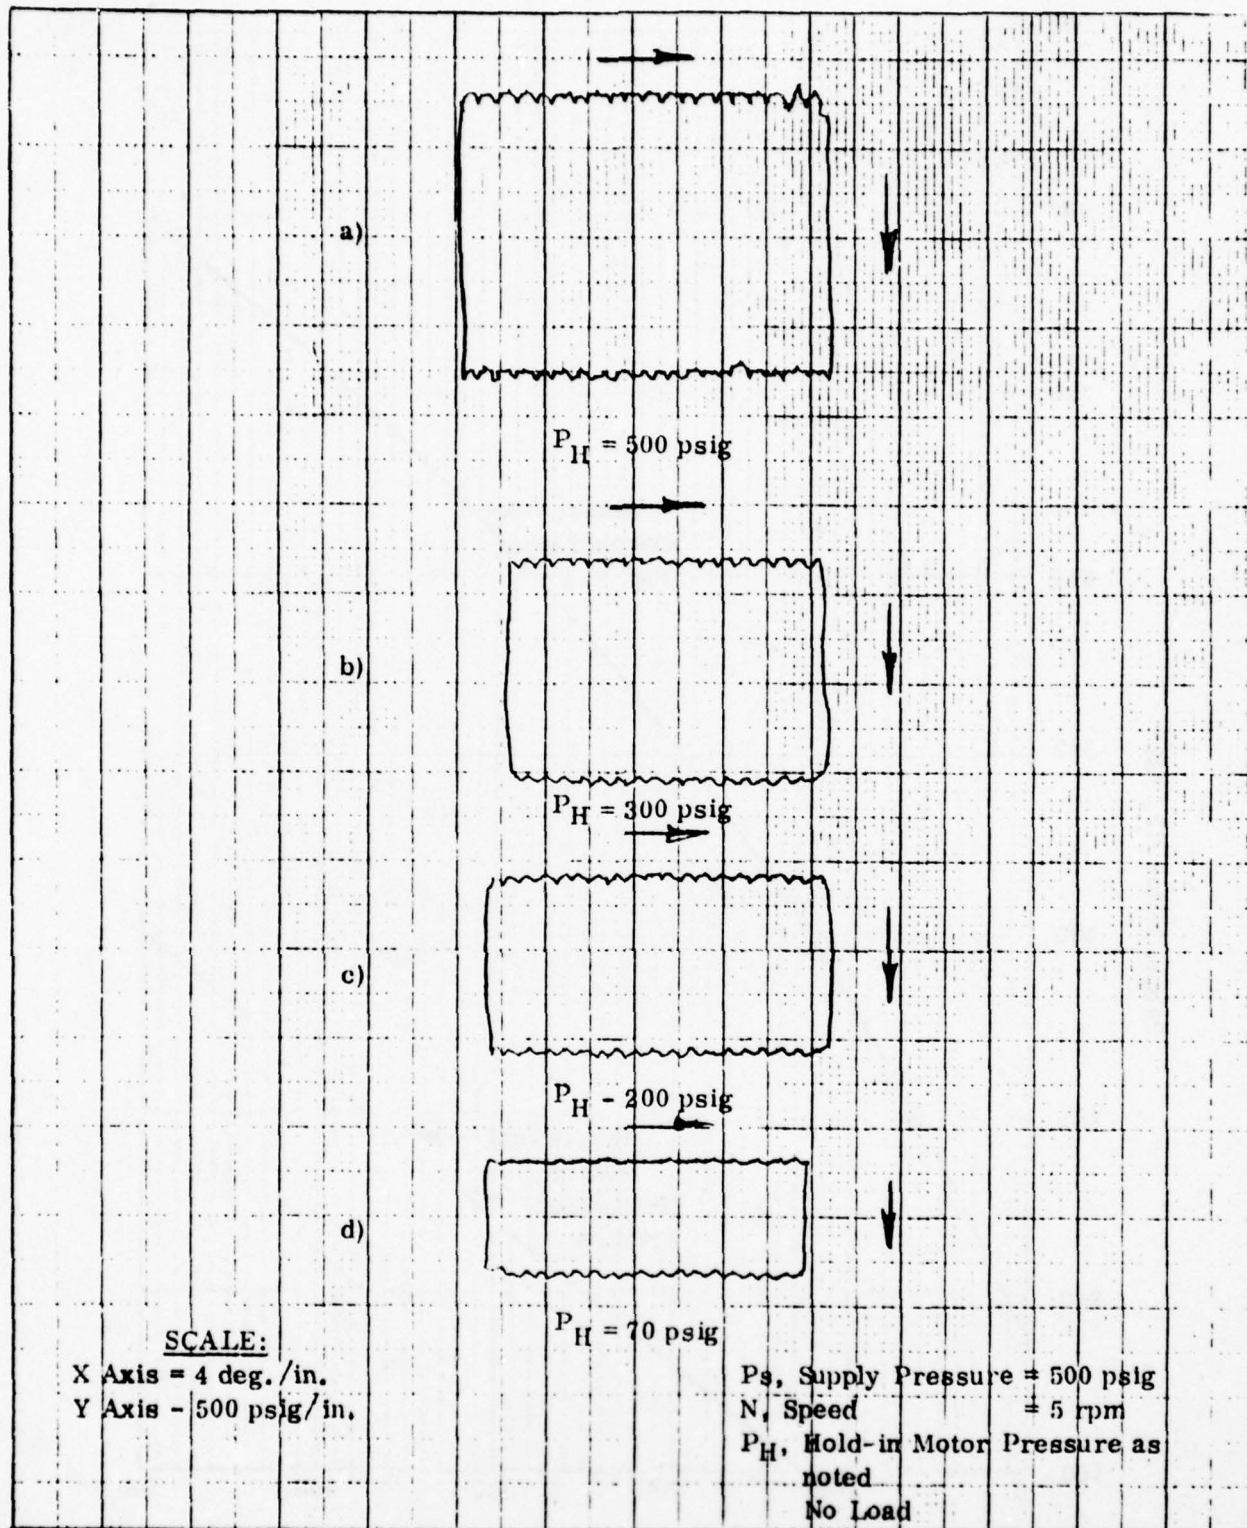 a)
P_H = 500 psig
b)
P_H = 300 psig
c)
P_H - 200 psig
d)
P_H = 70 psig
SCALE:
X Axis = 4 deg./in.
Y Axis - 500 psig/in.
Ps, Supply Pressure = 500 psig
N, Speed = 5 rpm
P_H, Hold-in Motor Pressure as
noted
No Load